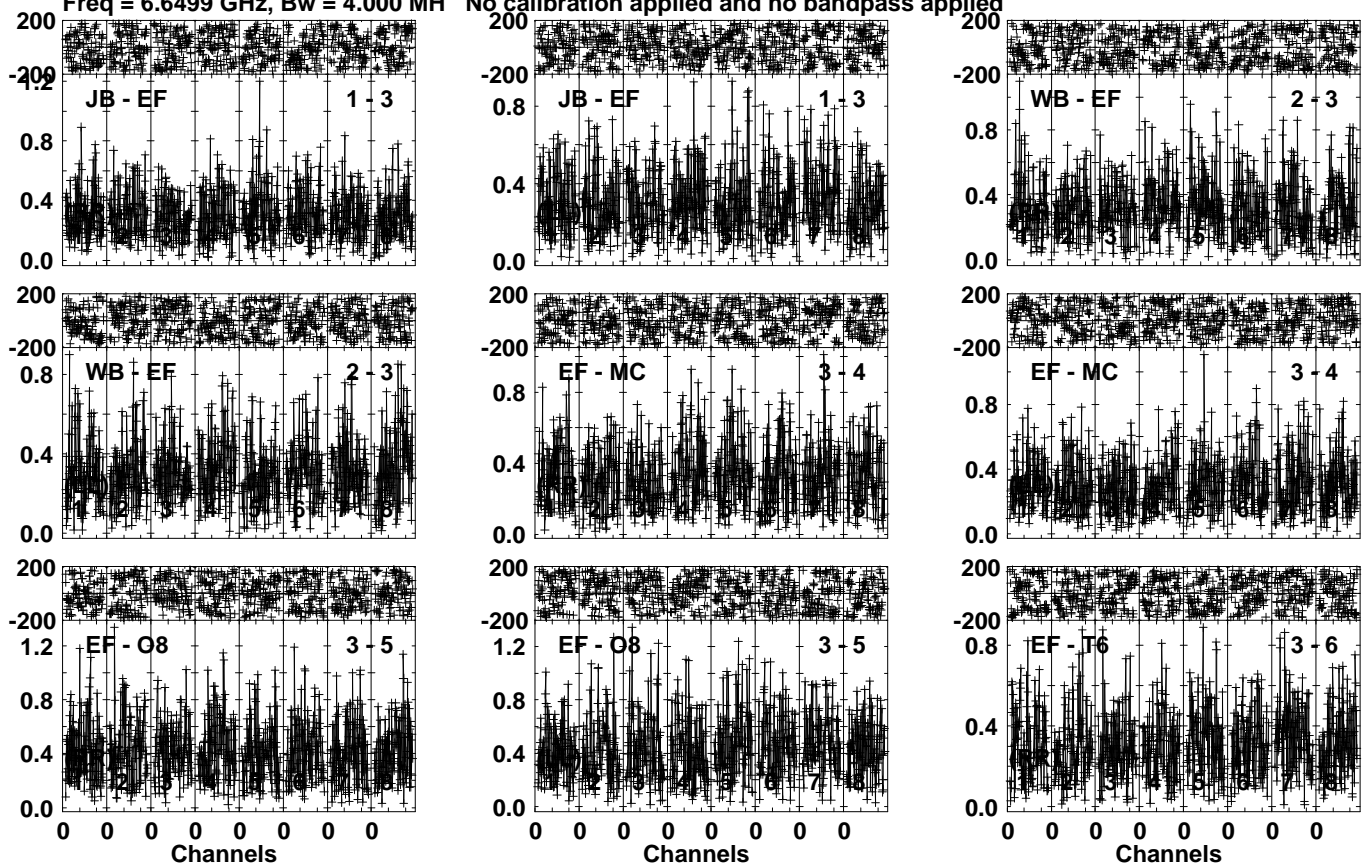 Freq = 6.6499 GHz, Bw = 4.000 MH No calibration applied and no bandpass applied
200 200 200
-200 -200 -200
1.2
JB - EF 1 - 3 JB - EF 1 - 3 WB - EF 2 - 3
0.8 0.8 0.8
0.4 0.4 0.4
0.0 0.0 0.0
200 200 200
-200 -200 -200
WB - EF 2 - 3 EF - MC 3 - 4 EF - MC 3 - 4
0.8 0.8 0.8
0.4 0.4 0.4
1 2 3 4 5 6 7 8
0.0 0.0 0.0
200 200 200
-200 -200 -200
EF - O8 3 - 5 EF - O8 3 - 5 EF - T6 3 - 6
1.2 1.2 0.8
0.8 0.8
0.4 0.4 0.4
0.0 0.0 0.0
0 0 0 0 0 0 0 0 0 0 0 0 0 0 0 0 0 0 0 0 0 0 0 0
Channels Channels Channels